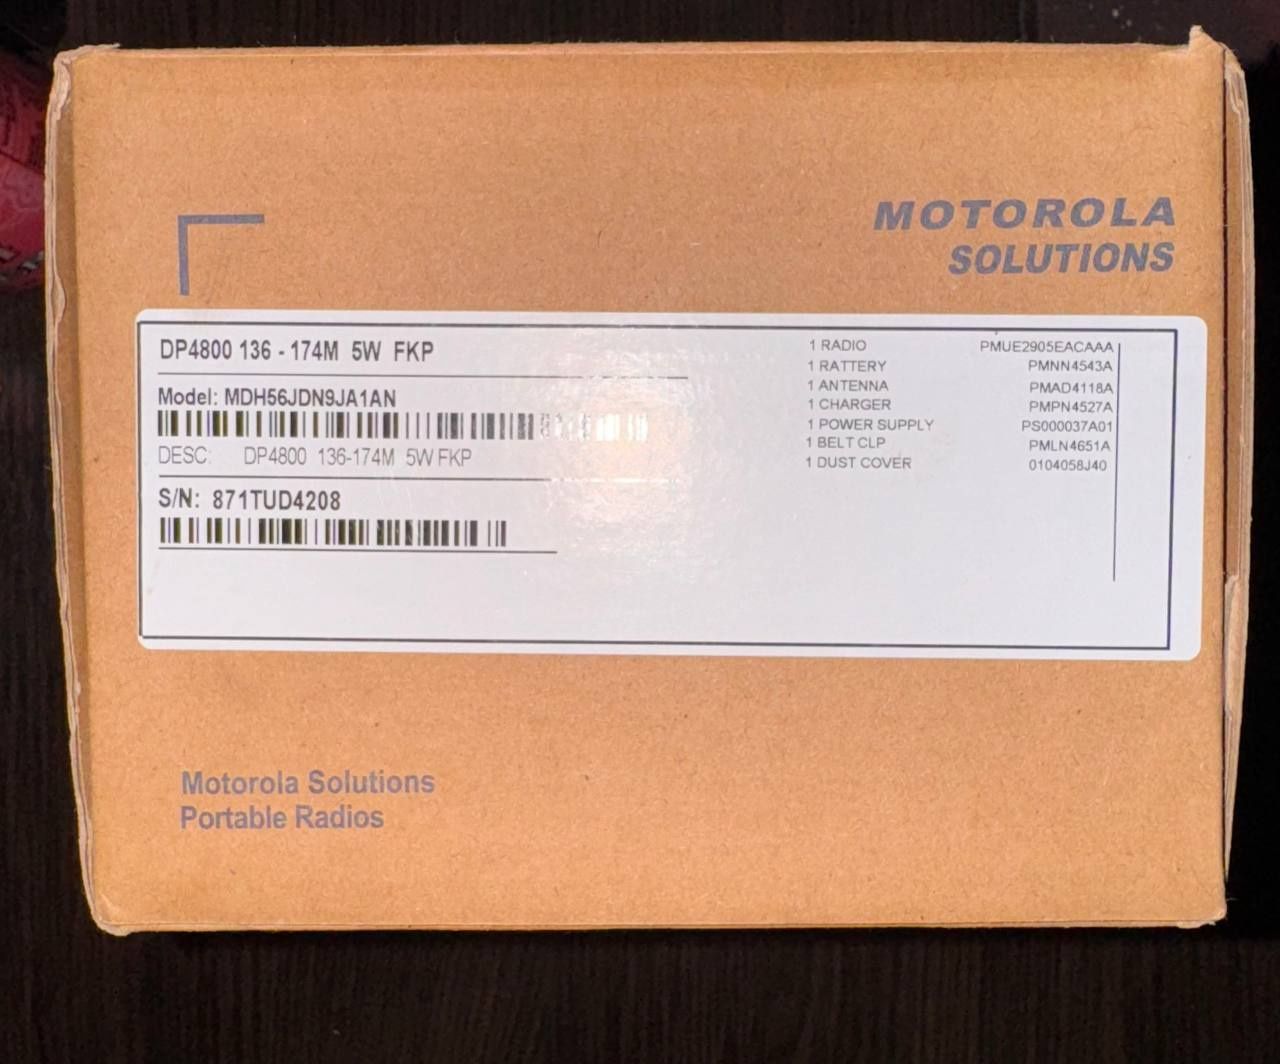 MOTOROLA
SOLUTIONS
DP4800 136 - 174M 5W FKP
Model: MDH56JDN9JA1AN
DESC: DP4800 136-174M 5W FKP
S/N: 871TUD4208
1 RADIO PMUE2905EACAAA
1 RATTERY PMNN4543A
1 ANTENNA PMAD4118A
1 CHARGER PMPN4527A
1 POWER SUPPLY PS000037A01
1 BELT CLP PMLN4651A
1 DUST COVER 0104058J40
Motorola Solutions
Portable Radios